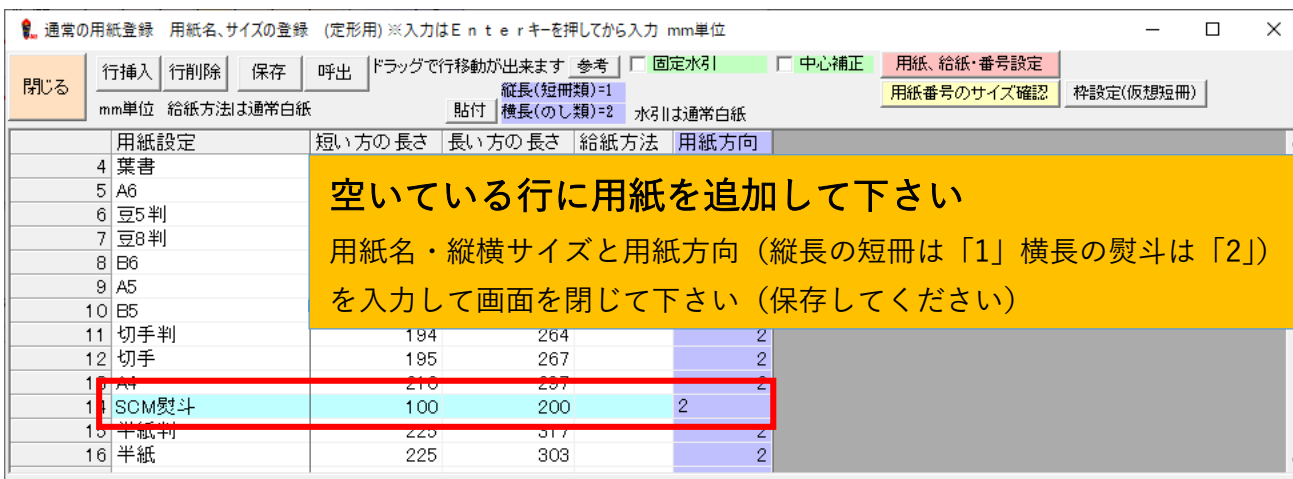 通常の用紙登録　用紙名、サイズの登録　(定形用) ※入力はＥｎｔｅｒキーを押してから入力 mm単位
閉じる 行挿入 行削除 保存 呼出 ドラッグで行移動が出来ます 参考 固定水引 中心補正 用紙、給紙・番号設定
縦長(短冊類)=1 用紙番号のサイズ確認 枠設定(仮想短冊)
mm単位 給紙方法は通常白紙 貼付 横長(のし類)=2 水引は通常白紙
用紙設定 短い方の長さ 長い方の長さ 給紙方法 用紙方向
4 葉書
5 A6
6 豆5判
7 豆8判
8 B6
9 A5
10 B5
空いている行に用紙を追加して下さい
用紙名・縦横サイズと用紙方向（縦長の短冊は「1」横長の熨斗は「2」）
を入力して画面を閉じて下さい（保存してください）
11 切手判 194 264 2
12 切手 195 267 2
13 A4 210 297 2
14 SCM熨斗 100 200 2
15 半紙判 225 317 2
16 半紙 225 303 2